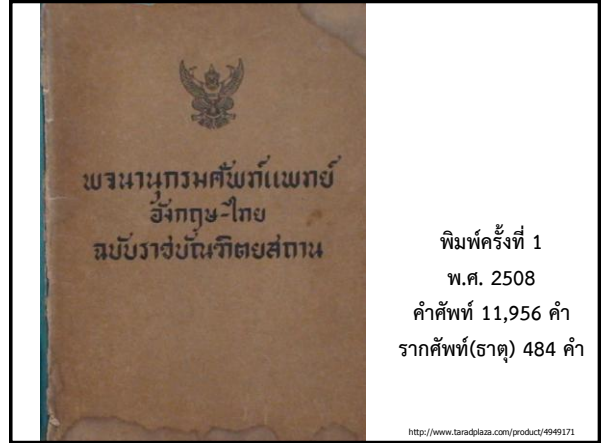 พจนานุกรมศัพท์แพทย์
อังกฤษ-ไทย
ฉบับราชบัณฑิตยสถาน
พิมพ์ครั้งที่ 1
พ.ศ. 2508
คำศัพท์ 11,956 คำ
รากศัพท์(ธาตุ) 484 คำ
http://www.taradplaza.com/product/4949171